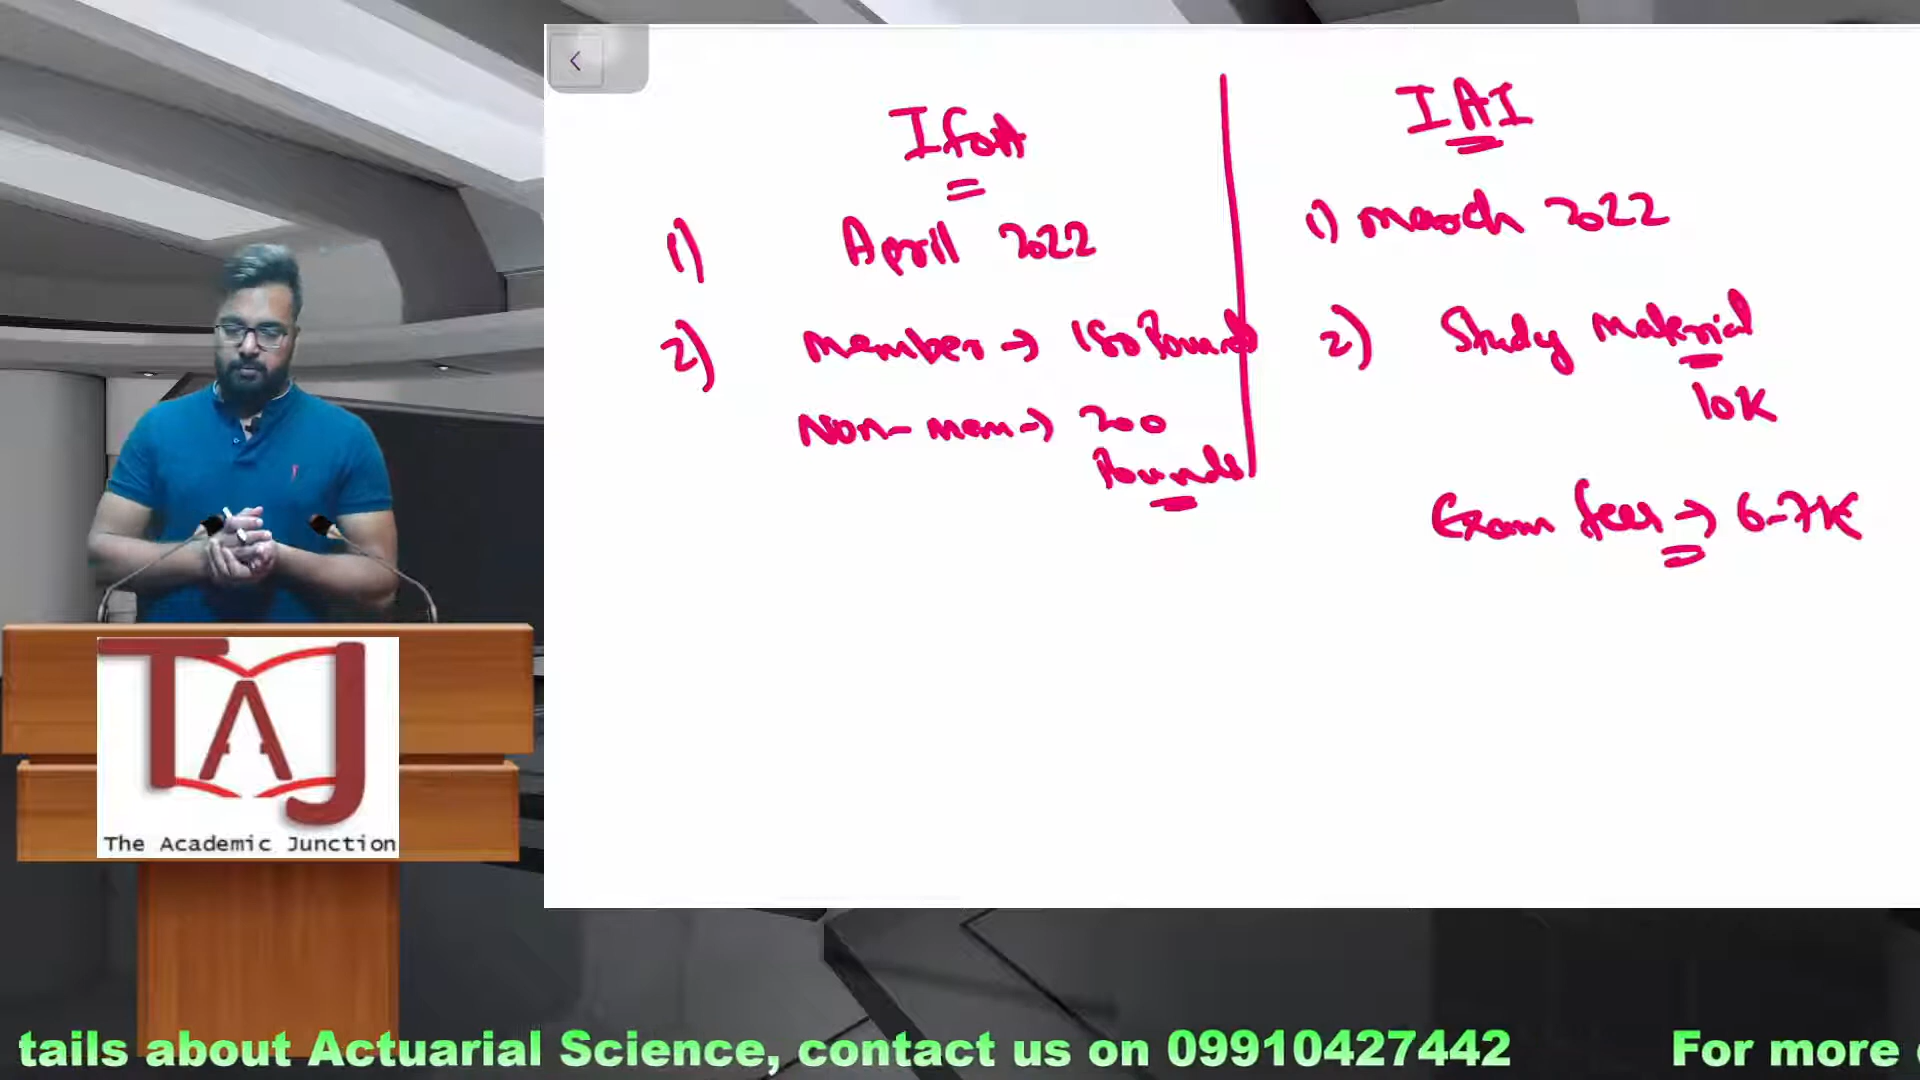 IFoA
1) April 2022
2) Member → 180 Pounds
Non-mem → 200
Pounds
IAI
1) March 2022
2) Study Material
10K
Exam fees → 6-7K
TAJ
The Academic Junction
tails about Actuarial Science, contact us on 09910427442 For more